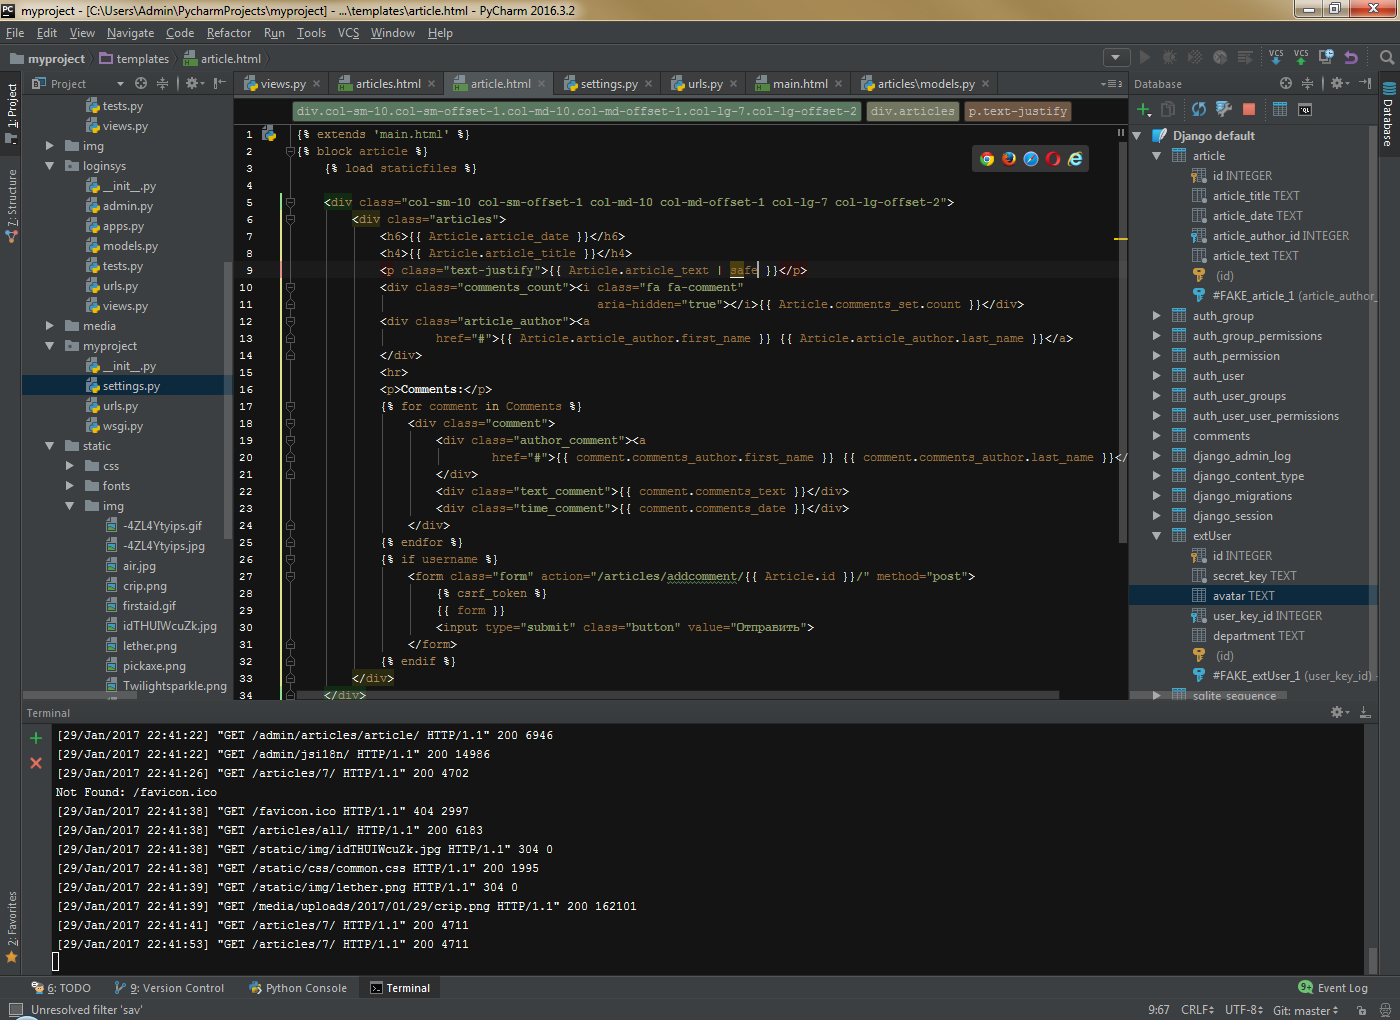 myproject - [C:\Users\Admin\PycharmProjects\myproject] - ...\templates\article.html - PyCharm 2016.3.2
File Edit View Navigate Code Refactor Run Tools VCS Window Help
myproject templates article.html
Project
views.py articles.html article.html settings.py urls.py main.html articles\models.py
Database
1: Project
7: Structure
2: Favorites
tests.py
views.py
img
loginsys
__init__.py
admin.py
apps.py
models.py
tests.py
urls.py
views.py
media
myproject
__init__.py
settings.py
urls.py
wsgi.py
static
css
fonts
img
-4ZL4Ytyips.gif
-4ZL4Ytyips.jpg
air.jpg
crip.png
firstaid.gif
idTHUIWcuZk.jpg
lether.png
pickaxe.png
Twilightsparkle.png
div.col-sm-10.col-sm-offset-1.col-md-10.col-md-offset-1.col-lg-7.col-lg-offset-2 div.articles p.text-justify
1 {% extends 'main.html' %}
2 {% block article %}
3 {% load staticfiles %}
4
5 <div class="col-sm-10 col-sm-offset-1 col-md-10 col-md-offset-1 col-lg-7 col-lg-offset-2">
6 <div class="articles">
7 <h6>{{ Article.article_date }}</h6>
8 <h4>{{ Article.article_title }}</h4>
9 <p class="text-justify">{{ Article.article_text | safe }}</p>
10 <div class="comments_count"><i class="fa fa-comment"
11 aria-hidden="true"></i>{{ Article.comments_set.count }}</div>
12 <div class="article_author"><a
13 href="#">{{ Article.article_author.first_name }} {{ Article.article_author.last_name }}</a>
14 </div>
15 <hr>
16 <p>Comments:</p>
17 {% for comment in Comments %}
18 <div class="comment">
19 <div class="author_comment"><a
20 href="#">{{ comment.comments_author.first_name }} {{ comment.comments_author.last_name }}</
21 </div>
22 <div class="text_comment">{{ comment.comments_text }}</div>
23 <div class="time_comment">{{ comment.comments_date }}</div>
24 </div>
25 {% endfor %}
26 {% if username %}
27 <form class="form" action="/articles/addcomment/{{ Article.id }}/" method="post">
28 {% csrf_token %}
29 {{ form }}
30 <input type="submit" class="button" value="Отправить">
31 </form>
32 {% endif %}
33 </div>
34 </div>
Database
Django default
article
id INTEGER
article_title TEXT
article_date TEXT
article_author_id INTEGER
article_text TEXT
(id)
#FAKE_article_1 (article_author_
auth_group
auth_group_permissions
auth_permission
auth_user
auth_user_groups
auth_user_user_permissions
comments
django_admin_log
django_content_type
django_migrations
django_session
extUser
id INTEGER
secret_key TEXT
avatar TEXT
user_key_id INTEGER
department TEXT
(id)
#FAKE_extUser_1 (user_key_id)
sqlite_sequence
Terminal
[29/Jan/2017 22:41:22] "GET /admin/articles/article/ HTTP/1.1" 200 6946
[29/Jan/2017 22:41:22] "GET /admin/jsi18n/ HTTP/1.1" 200 14986
[29/Jan/2017 22:41:26] "GET /articles/7/ HTTP/1.1" 200 4702
Not Found: /favicon.ico
[29/Jan/2017 22:41:38] "GET /favicon.ico HTTP/1.1" 404 2997
[29/Jan/2017 22:41:38] "GET /articles/all/ HTTP/1.1" 200 6183
[29/Jan/2017 22:41:38] "GET /static/img/idTHUIWcuZk.jpg HTTP/1.1" 304 0
[29/Jan/2017 22:41:38] "GET /static/css/common.css HTTP/1.1" 200 1995
[29/Jan/2017 22:41:39] "GET /static/img/lether.png HTTP/1.1" 304 0
[29/Jan/2017 22:41:39] "GET /media/uploads/2017/01/29/crip.png HTTP/1.1" 200 162101
[29/Jan/2017 22:41:41] "GET /articles/7/ HTTP/1.1" 200 4711
[29/Jan/2017 22:41:53] "GET /articles/7/ HTTP/1.1" 200 4711
6: TODO 9: Version Control Python Console Terminal 9+ Event Log
Unresolved filter 'sav' 9:67 CRLF UTF-8 Git: master